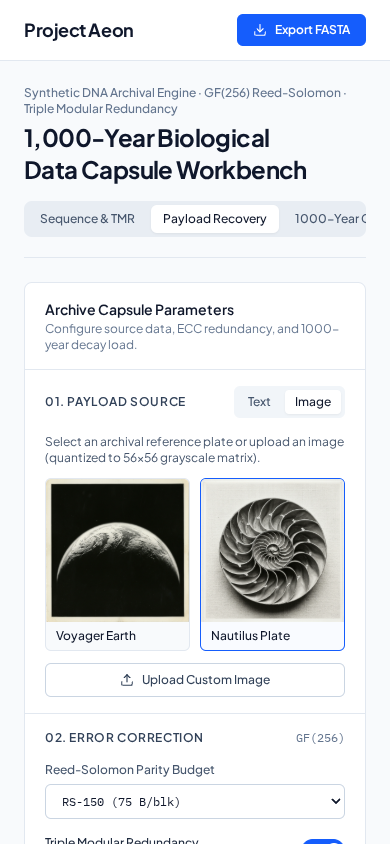 Project Aeon
Export FASTA
Synthetic DNA Archival Engine · GF(256) Reed-Solomon ·
Triple Modular Redundancy
1,000-Year Biological
Data Capsule Workbench
Sequence & TMR
Payload Recovery
1000-Year
Archive Capsule Parameters
Configure source data, ECC redundancy, and 1000-
year decay load.
01. PAYLOAD SOURCE
Text
Image
Select an archival reference plate or upload an image
(quantized to 56×56 grayscale matrix).
Voyager Earth
Nautilus Plate
Upload Custom Image
02. ERROR CORRECTION
GF(256)
Reed-Solomon Parity Budget
RS-150 (75 B/blk)
Triple Modular Redundancy